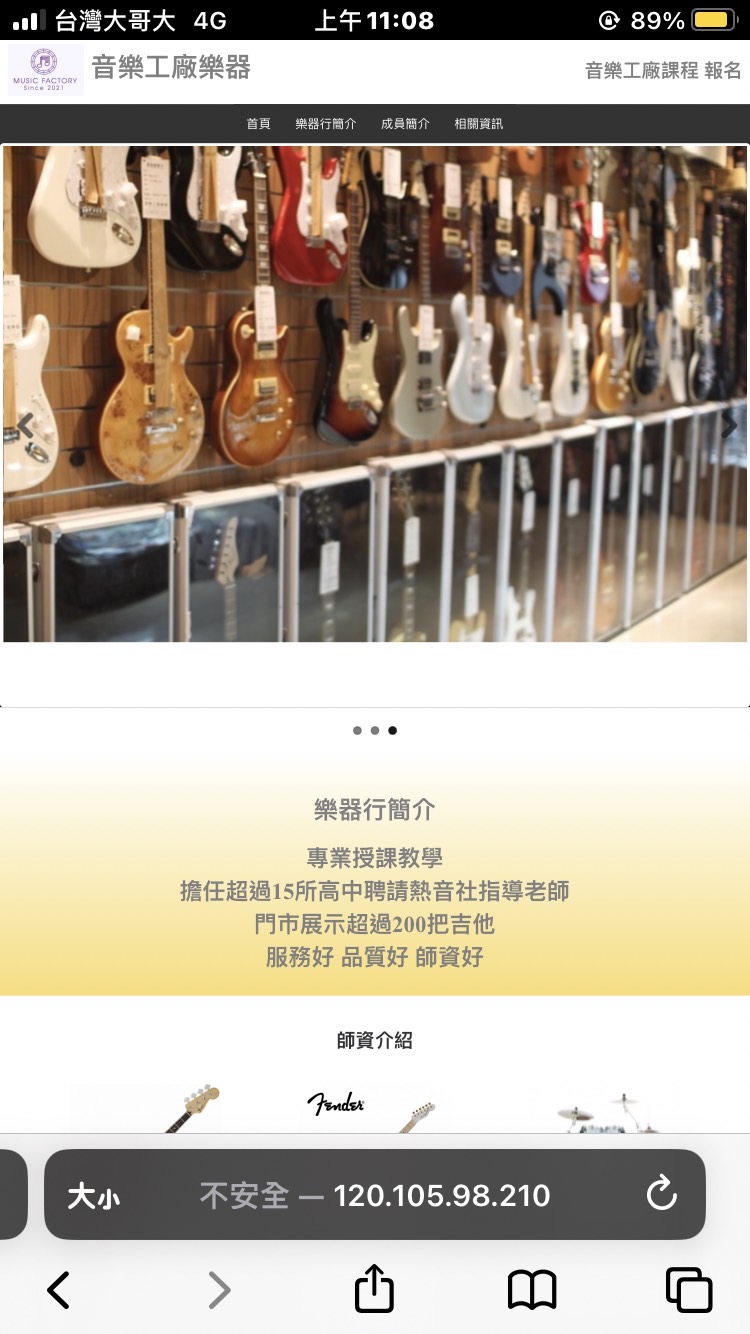 台灣大哥大 4G 上午11:08 89%
MUSIC FACTORY
Since 2021
音樂工廠樂器
音樂工廠課程 報名
首頁 樂器行簡介 成員簡介 相關資訊
樂器行簡介
專業授課教學
擔任超過15所高中聘請熱音社指導老師
門市展示超過200把吉他
服務好 品質好 師資好
師資介紹
Fender
大小 不安全 — 120.105.98.210